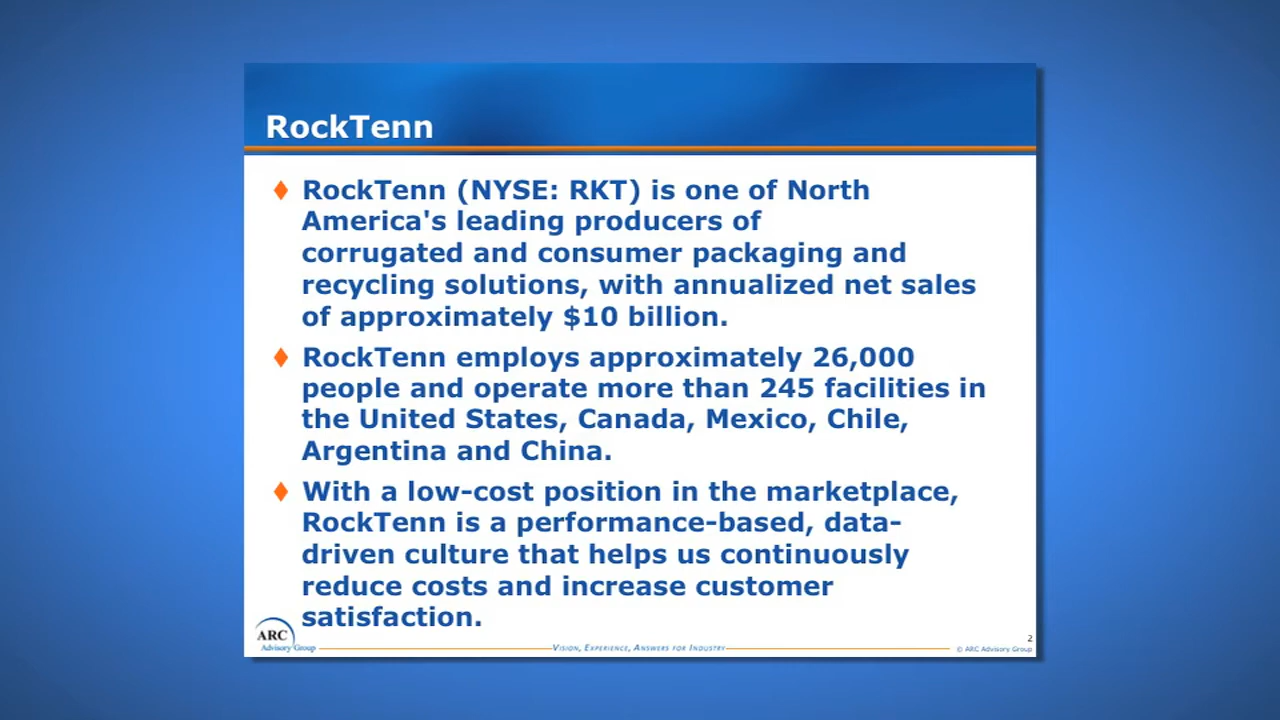 RockTenn
RockTenn (NYSE: RKT) is one of North
America's leading producers of
corrugated and consumer packaging and
recycling solutions, with annualized net sales
of approximately $10 billion.
RockTenn employs approximately 26,000
people and operate more than 245 facilities in
the United States, Canada, Mexico, Chile,
Argentina and China.
With a low-cost position in the marketplace,
RockTenn is a performance-based, data-
driven culture that helps us continuously
reduce costs and increase customer
satisfaction.
ARC
Advisory Group
VISION, EXPERIENCE, ANSWERS FOR INDUSTRY
2
© ARC Advisory Group